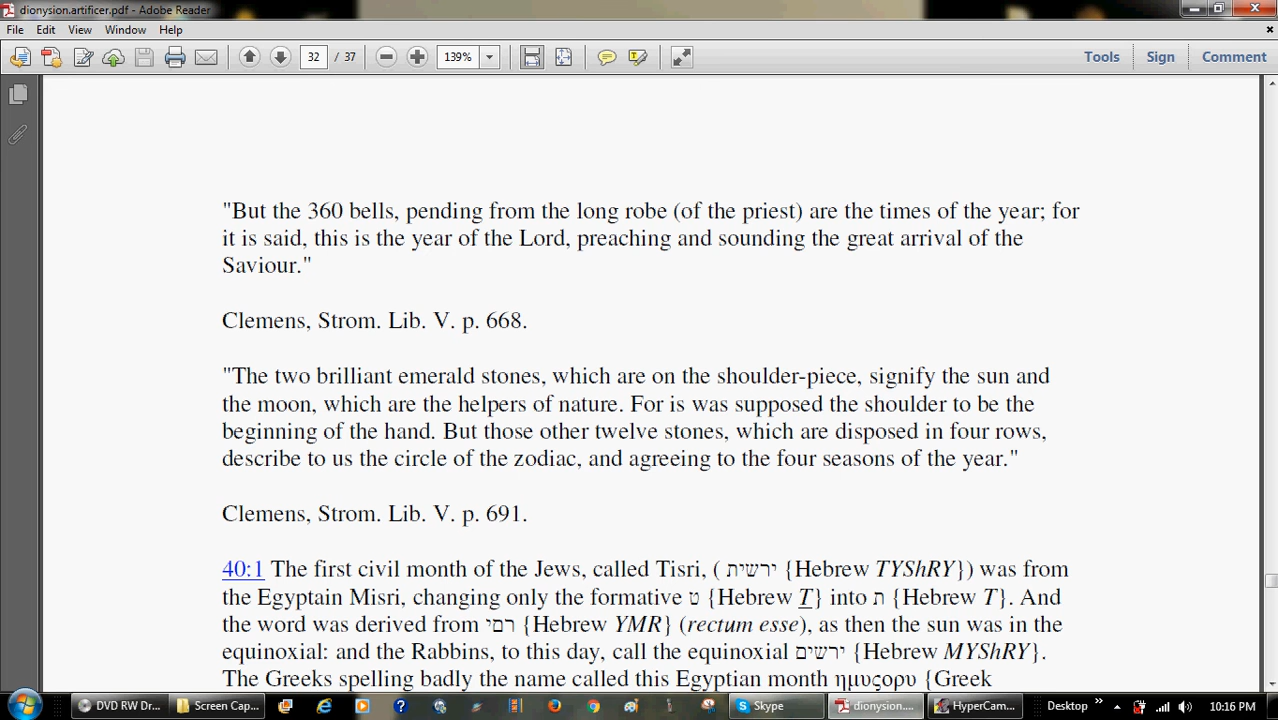 dionysion.artificer.pdf - Adobe Reader
File Edit View Window Help
32 / 37 139% Tools Sign Comment
"But the 360 bells, pending from the long robe (of the priest) are the times of the year; for
it is said, this is the year of the Lord, preaching and sounding the great arrival of the
Saviour."
Clemens, Strom. Lib. V. p. 668.
"The two brilliant emerald stones, which are on the shoulder-piece, signify the sun and
the moon, which are the helpers of nature. For is was supposed the shoulder to be the
beginning of the hand. But those other twelve stones, which are disposed in four rows,
describe to us the circle of the zodiac, and agreeing to the four seasons of the year."
Clemens, Strom. Lib. V. p. 691.
40:1 The first civil month of the Jews, called Tisri, ( ירשית {Hebrew TYShRY}) was from
the Egyptain Misri, changing only the formative ט {Hebrew T} into ת {Hebrew T}. And
the word was derived from רםי {Hebrew YMR} (rectum esse), as then the sun was in the
equinoxial: and the Rabbins, to this day, call the equinoxial ירשים {Hebrew MYShRY}.
The Greeks spelling badly the name called this Egyptian month ημυςορυ {Greek
DVD RW Dr... Screen Cap... Skype dionysion.... HyperCam... Desktop » 10:16 PM